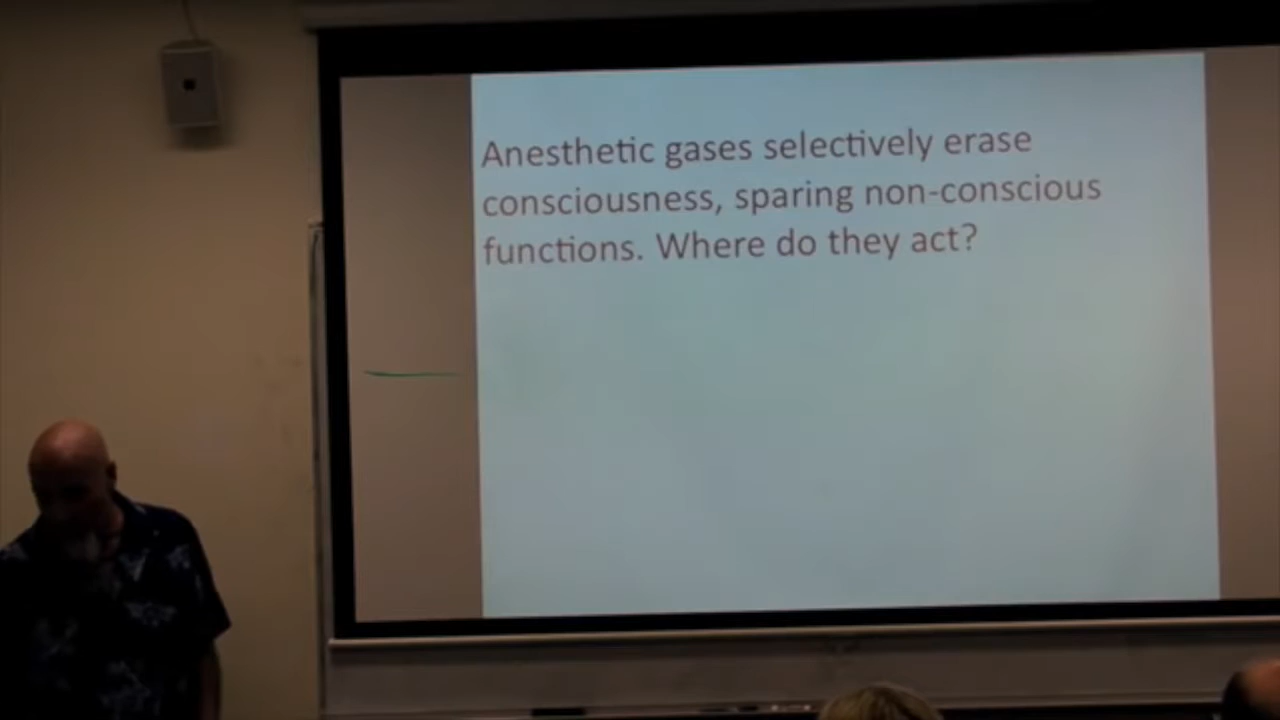 Anesthetic gases selectively erase
consciousness, sparing non-conscious
functions. Where do they act?